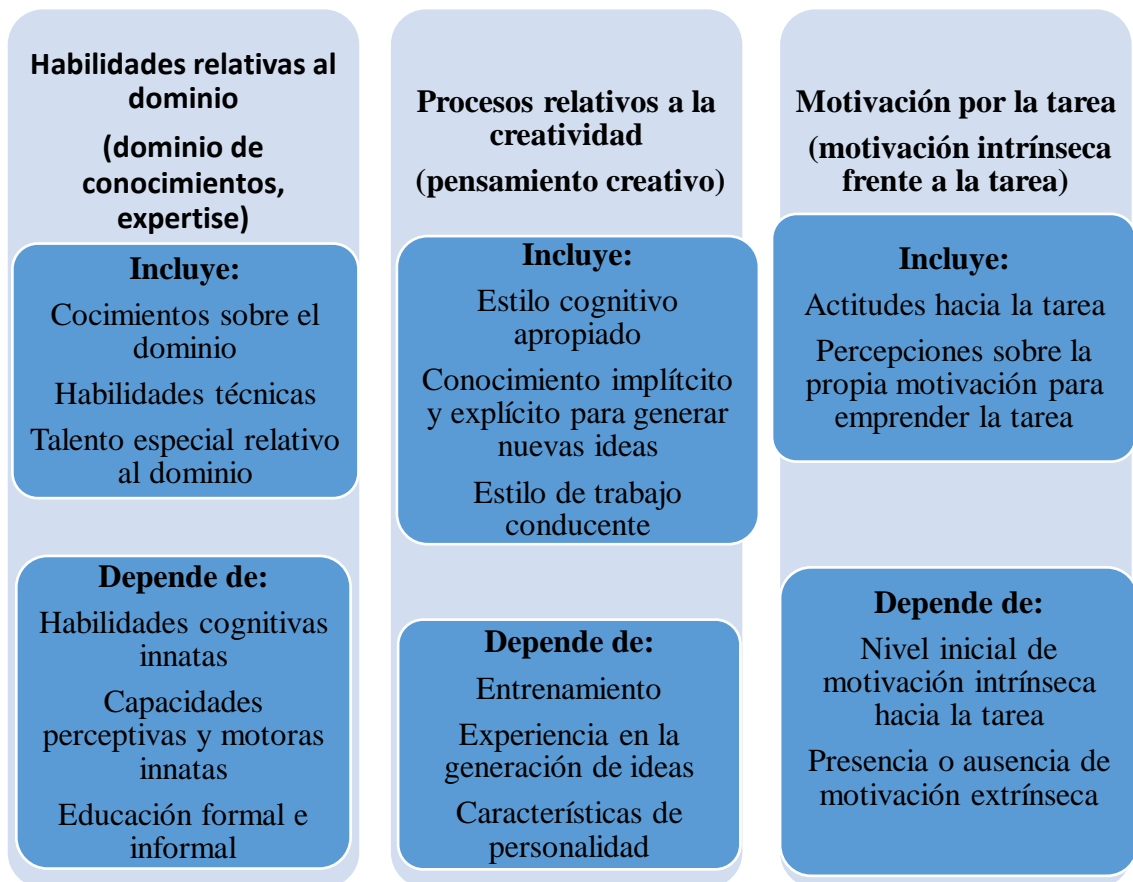 Habilidades relativas al
dominio
(dominio de
conocimientos,
expertise)
Incluye:
Cocimientos sobre el
dominio
Habilidades técnicas
Talento especial relativo
al dominio
Depende de:
Habilidades cognitivas
innatas
Capacidades
perceptivas y motoras
innatas
Educación formal e
informal
Procesos relativos a la
creatividad
(pensamiento creativo)
Incluye:
Estilo cognitivo
apropiado
Conocimiento implítcito
y explícito para generar
nuevas ideas
Estilo de trabajo
conducente
Depende de:
Entrenamiento
Experiencia en la
generación de ideas
Características de
personalidad
Motivación por la tarea
(motivación intrínseca
frente a la tarea)
Incluye:
Actitudes hacia la tarea
Percepciones sobre la
propia motivación para
emprender la tarea
Depende de:
Nivel inicial de
motivación intrínseca
hacia la tarea
Presencia o ausencia de
motivación extrínseca